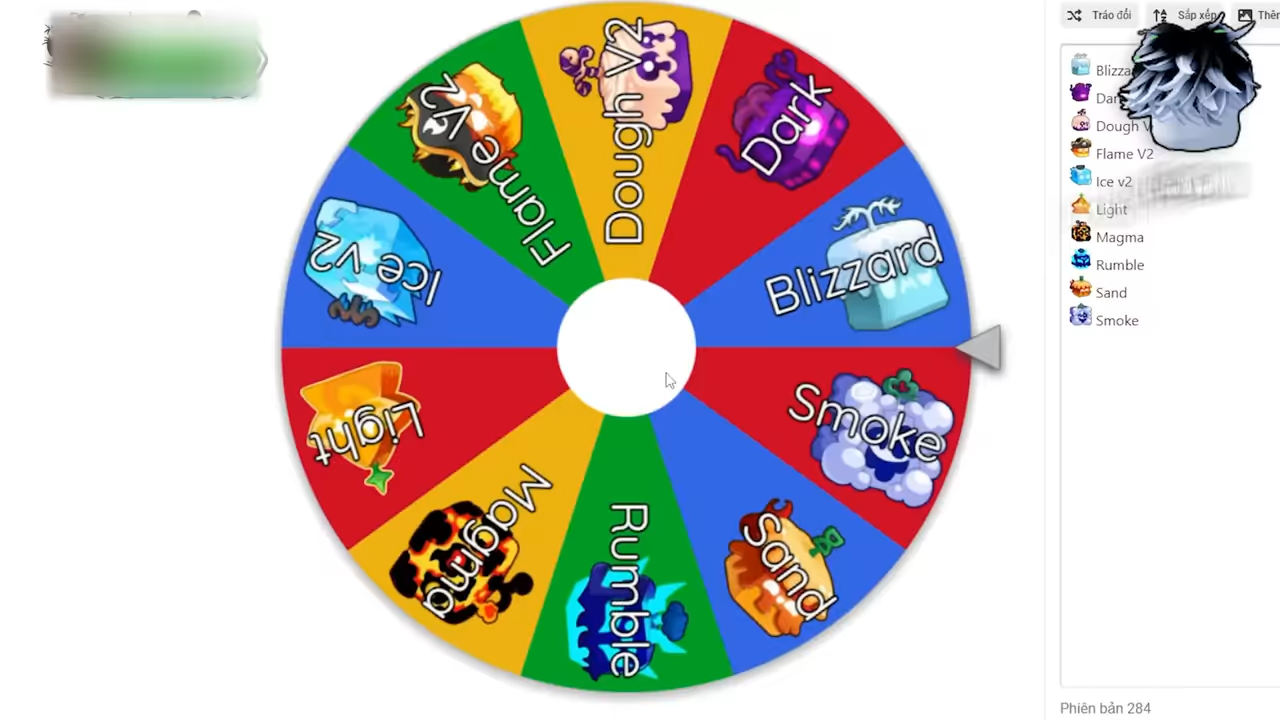 Dough V2
Dark
Flame V2
Blizzard
Ice v2
Smoke
Light
Sand
Magma
Rumble
Tráo đổi
Sắp xếp
Dough V
Flame V2
Ice v2
Light
Magma
Rumble
Sand
Smoke
Phiên bản 284